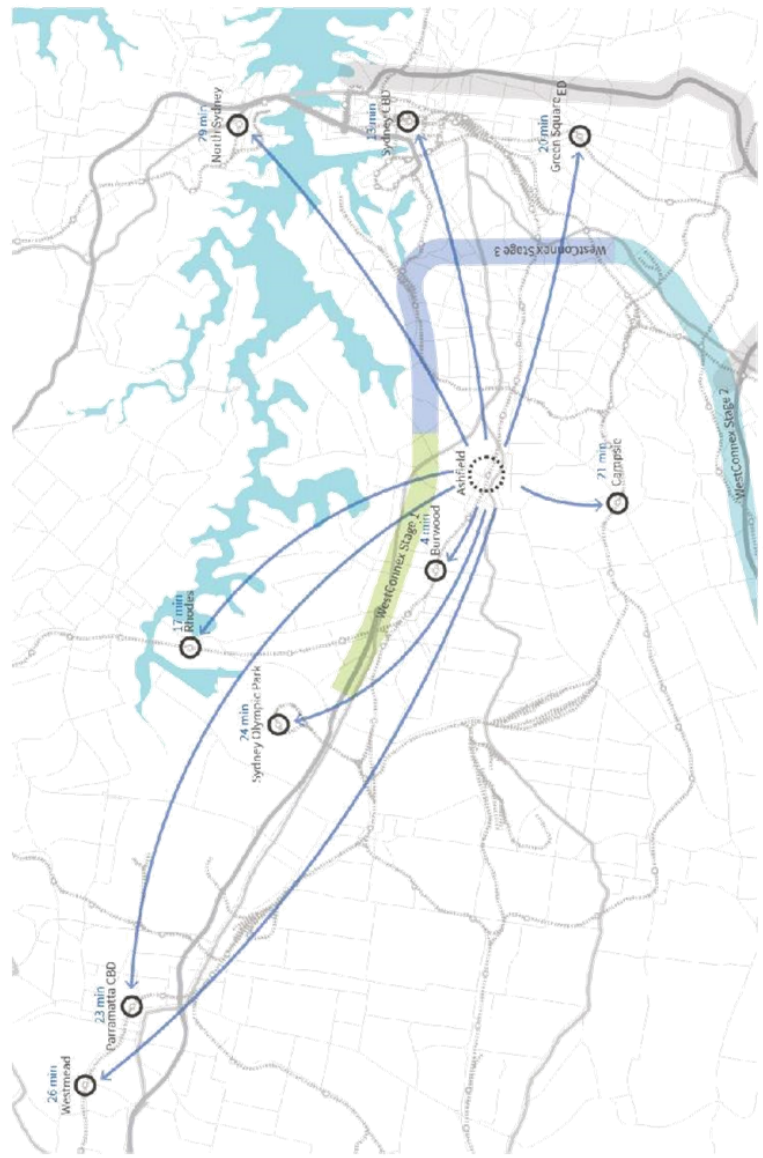 26 min
Westmead
23 min
Parramatta CBD
24 min
Sydney Olympic Park
17 min
Rhodes
WestConnex Stage 1
4 min
Burwood
Ashfield
21 min
Campsie
WestConnex Stage 2
WestConnex Stage 3
29 min
North Sydney
13 min
Sydney CBD
20 min
Green Square
ED